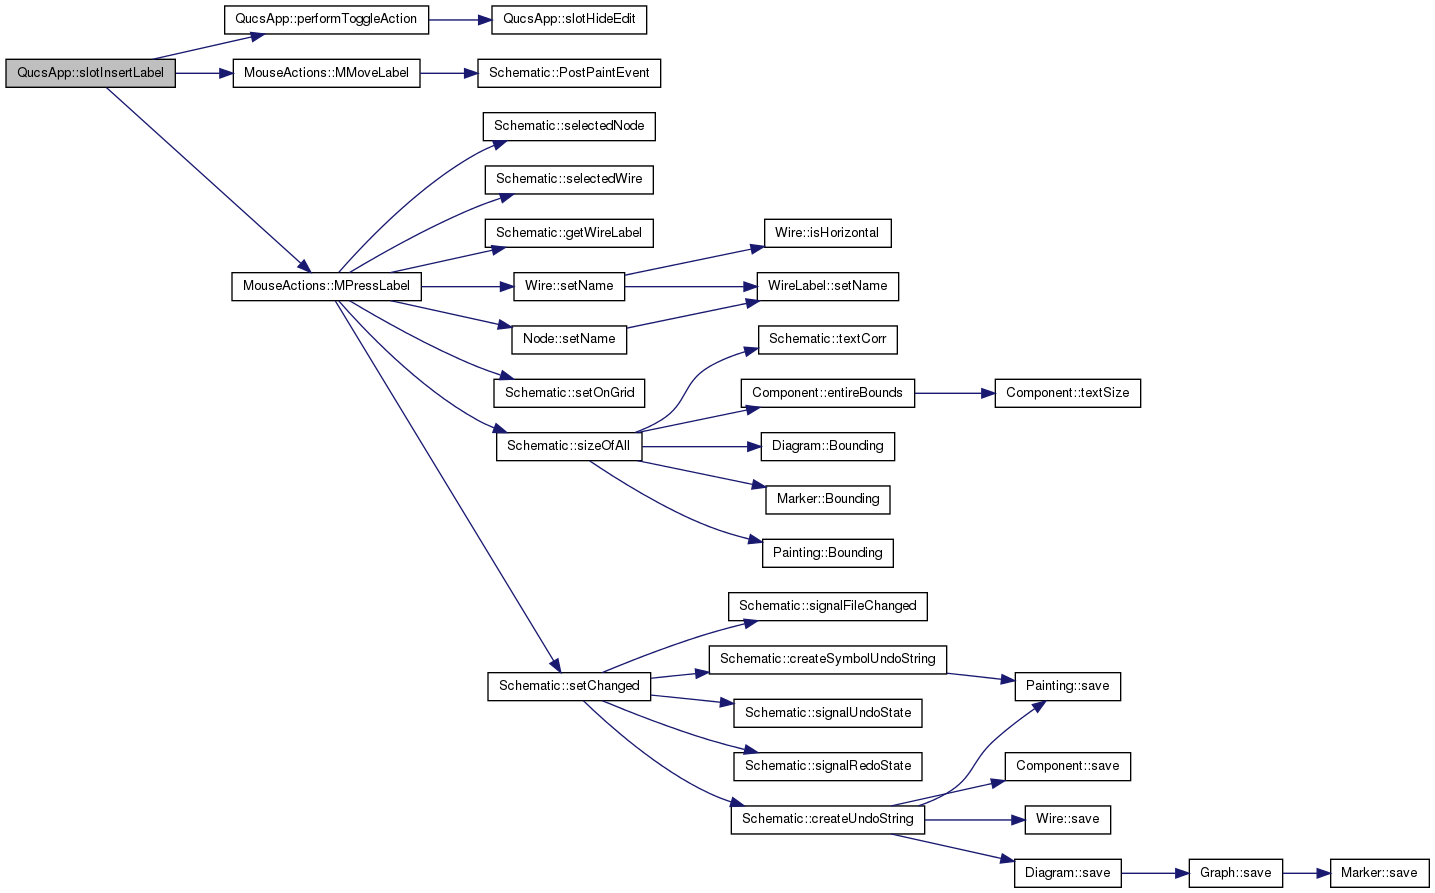 QucsApp::performToggleAction
QucsApp::slotHideEdit
QucsApp::slotInsertLabel
MouseActions::MMoveLabel
Schematic::PostPaintEvent
Schematic::selectedNode
Schematic::selectedWire
Schematic::getWireLabel
Wire::isHorizontal
MouseActions::MPressLabel
Wire::setName
WireLabel::setName
Node::setName
Schematic::textCorr
Schematic::setOnGrid
Component::entireBounds
Component::textSize
Schematic::sizeOfAll
Diagram::Bounding
Marker::Bounding
Painting::Bounding
Schematic::signalFileChanged
Schematic::createSymbolUndoString
Schematic::setChanged
Painting::save
Schematic::signalUndoState
Schematic::signalRedoState
Component::save
Schematic::createUndoString
Wire::save
Diagram::save
Graph::save
Marker::save